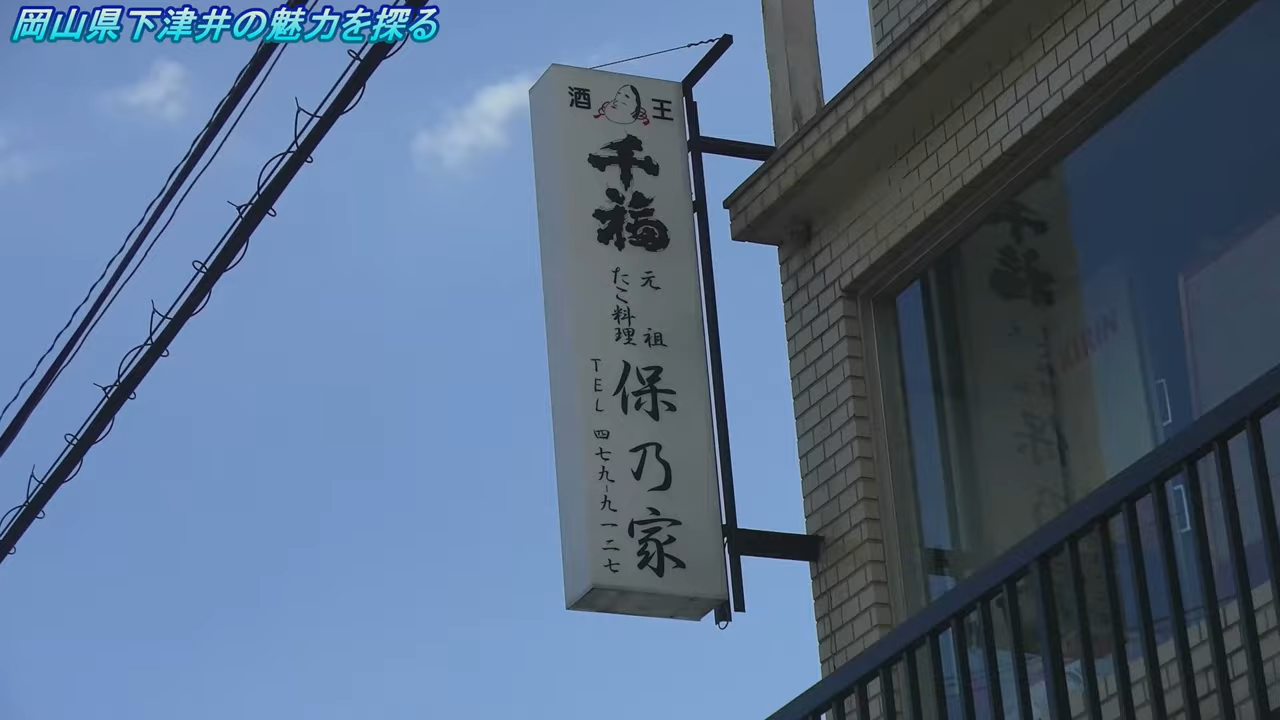 岡山県下津井の魅力を探る
酒王
千福
元祖
たこ料理
保乃家
TEL 四七九-九一二七